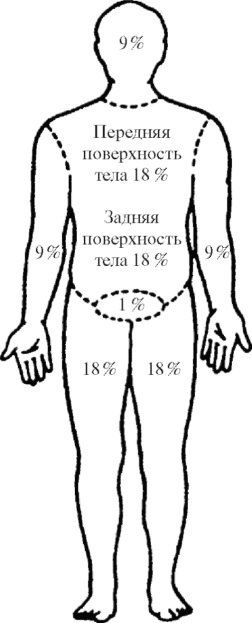 9%
Передняя
поверхность
тела 18 %
Задняя
9% поверхность 9%
тела 18 %
1%
18% 18%